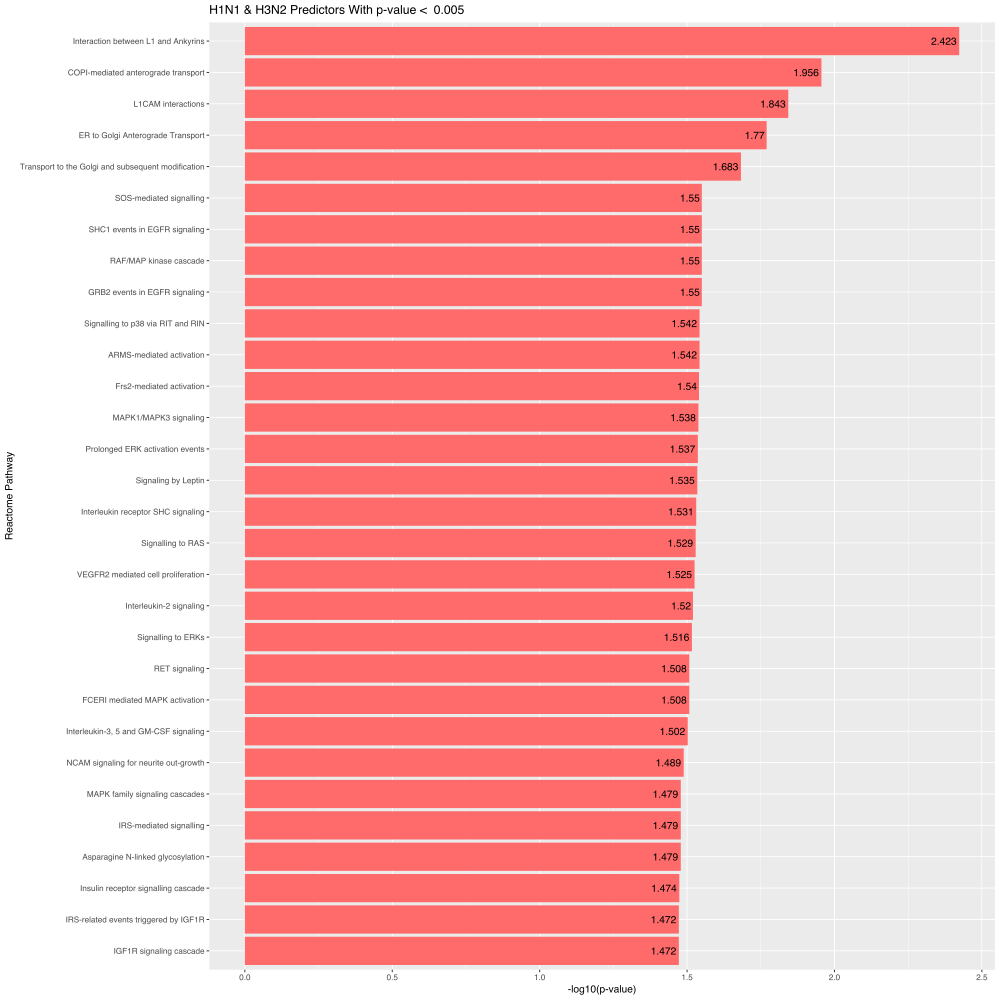 H1N1 & H3N2 Predictors With p-value < 0.005
Reactome Pathway
Interaction between L1 and Ankyrins 2.423
COPI-mediated anterograde transport 1.956
L1CAM interactions 1.843
ER to Golgi Anterograde Transport 1.77
Transport to the Golgi and subsequent modification 1.683
SOS-mediated signalling 1.55
SHC1 events in EGFR signaling 1.55
RAF/MAP kinase cascade 1.55
GRB2 events in EGFR signaling 1.55
Signalling to p38 via RIT and RIN 1.542
ARMS-mediated activation 1.542
Frs2-mediated activation 1.54
MAPK1/MAPK3 signaling 1.538
Prolonged ERK activation events 1.537
Signaling by Leptin 1.535
Interleukin receptor SHC signaling 1.531
Signalling to RAS 1.529
VEGFR2 mediated cell proliferation 1.525
Interleukin-2 signaling 1.52
Signalling to ERKs 1.516
RET signaling 1.508
FCERI mediated MAPK activation 1.508
Interleukin-3, 5 and GM-CSF signaling 1.502
NCAM signaling for neurite out-growth 1.489
MAPK family signaling cascades 1.479
IRS-mediated signalling 1.479
Asparagine N-linked glycosylation 1.479
Insulin receptor signalling cascade 1.474
IRS-related events triggered by IGF1R 1.472
IGF1R signaling cascade 1.472
0.0 0.5 1.0 1.5 2.0 2.5
-log10(p-value)